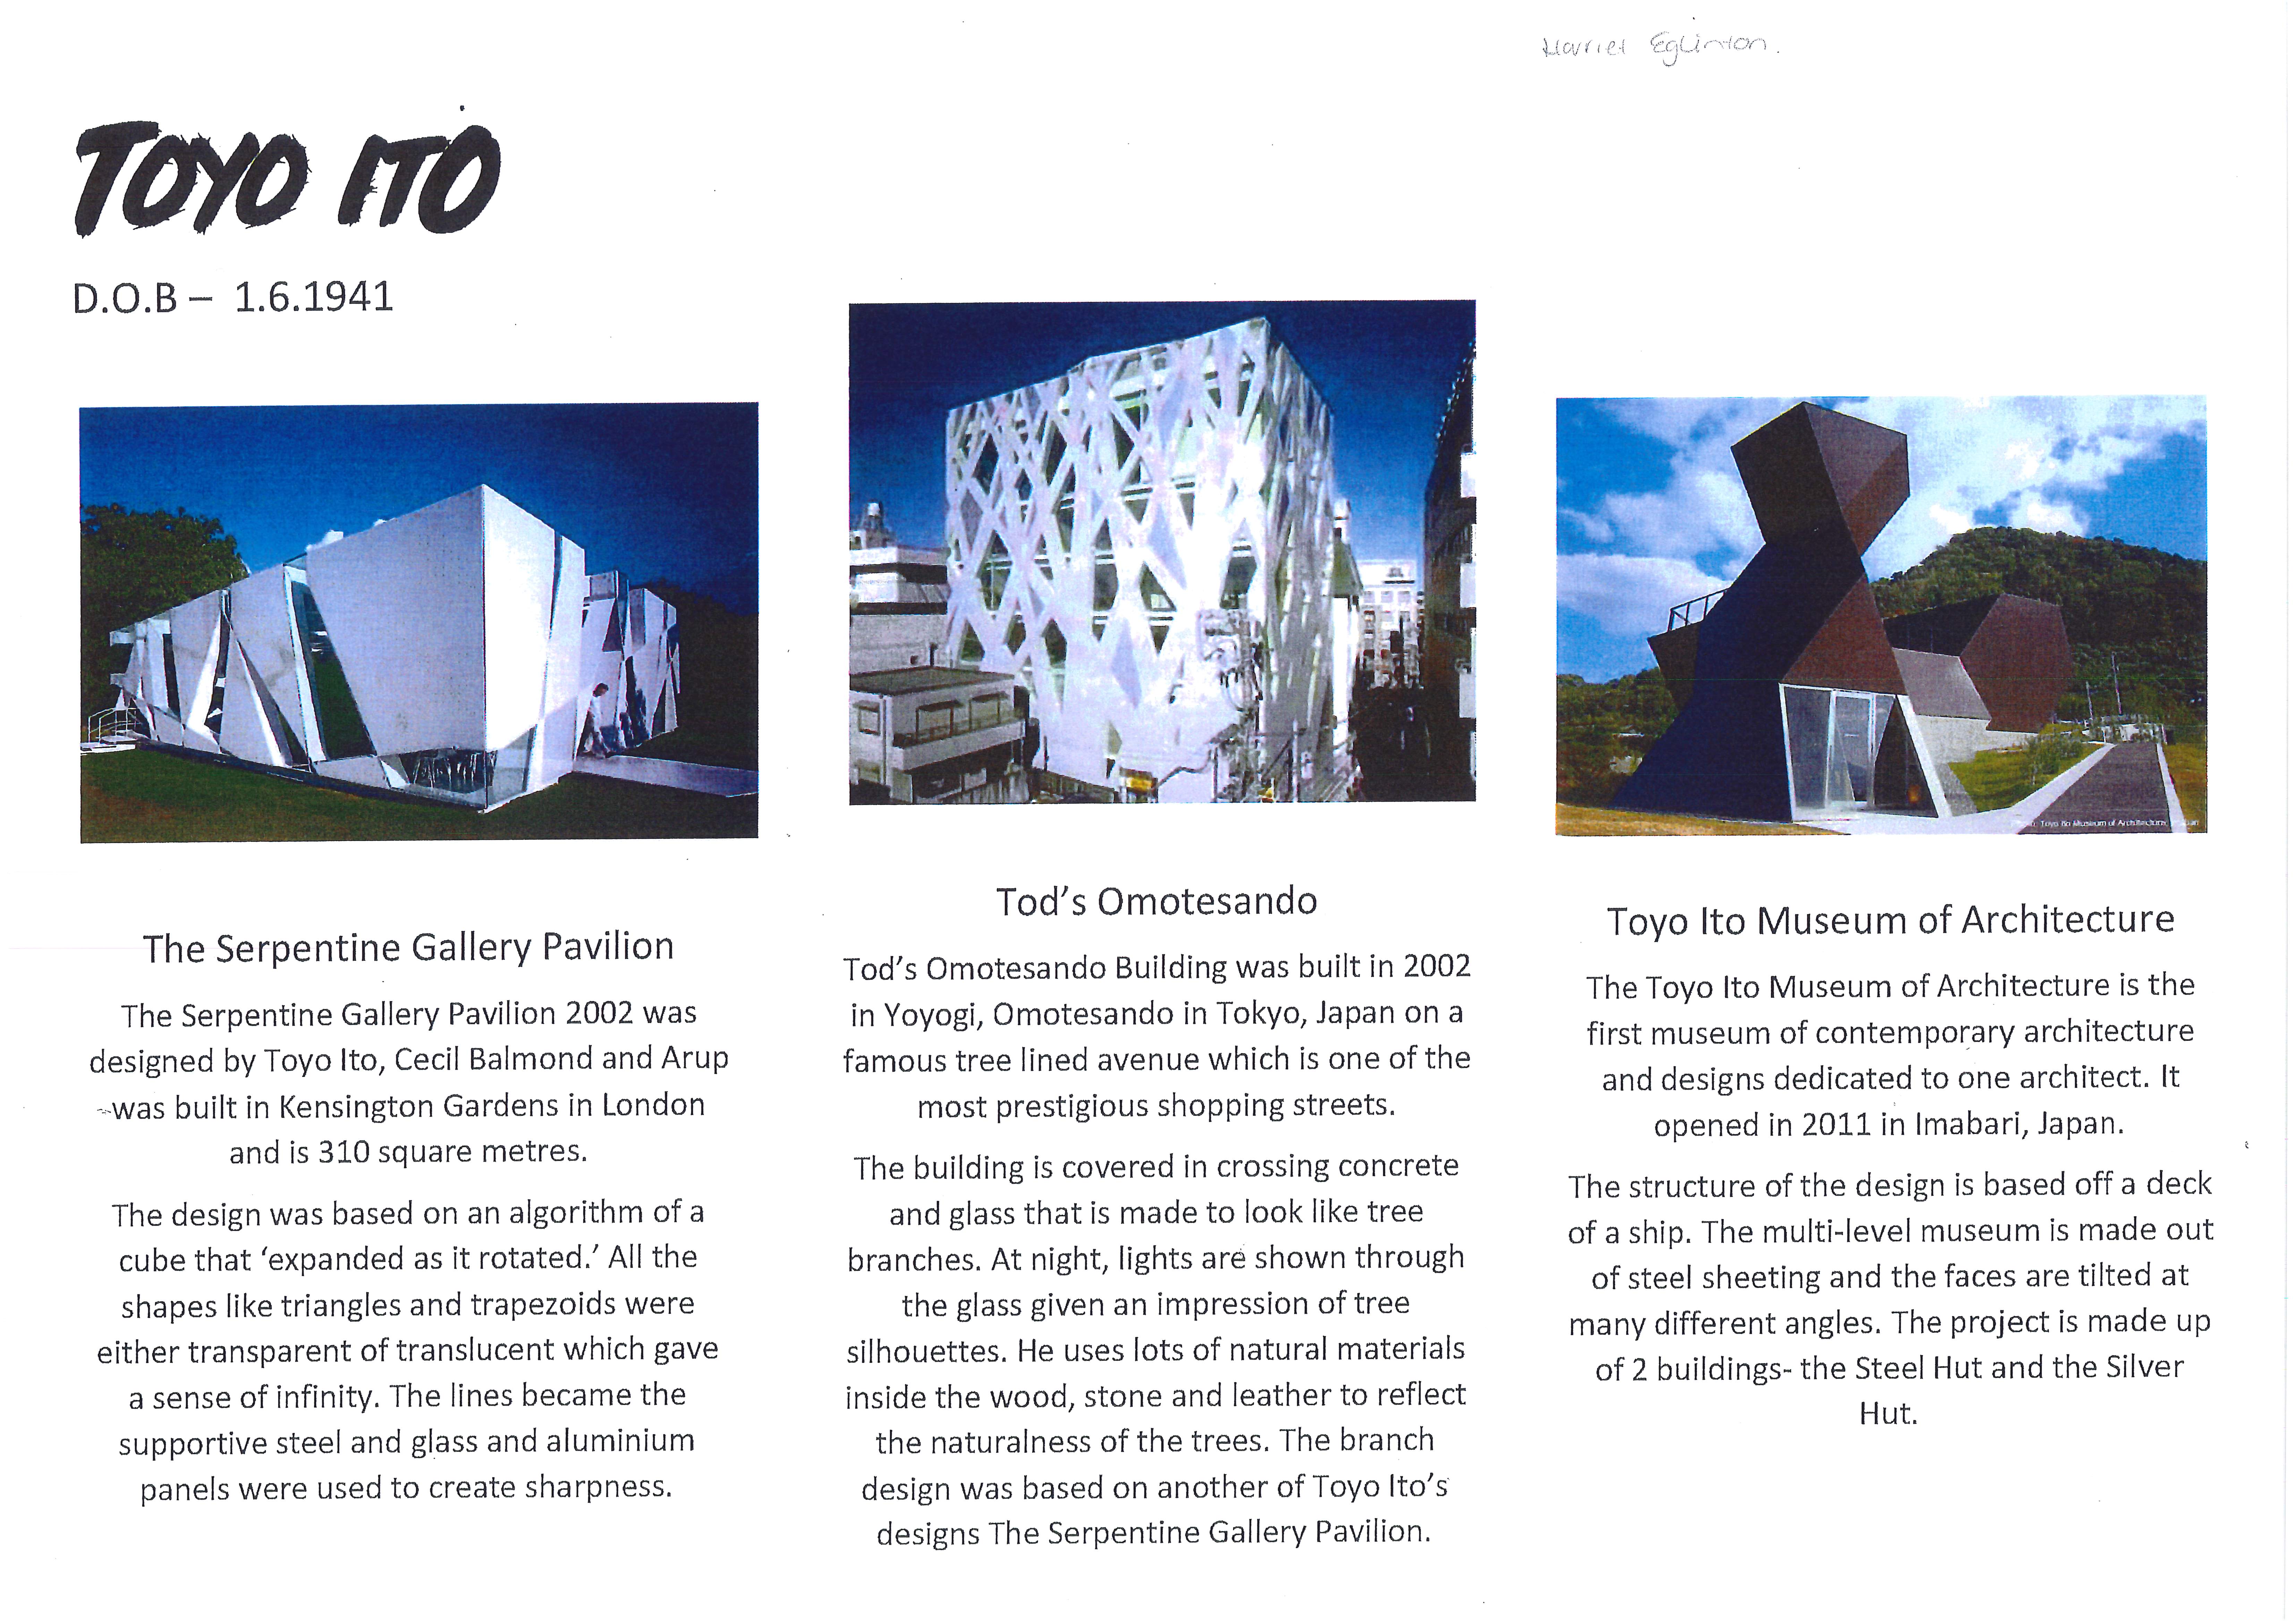 Harriet Eglinton.
TOYO ITO
D.O.B – 1.6.1941
The Serpentine Gallery Pavilion
The Serpentine Gallery Pavilion 2002 was
designed by Toyo Ito, Cecil Balmond and Arup
was built in Kensington Gardens in London
and is 310 square metres.
The design was based on an algorithm of a
cube that ‘expanded as it rotated.’ All the
shapes like triangles and trapezoids were
either transparent of translucent which gave
a sense of infinity. The lines became the
supportive steel and glass and aluminium
panels were used to create sharpness.
Tod’s Omotesando
Tod’s Omotesando Building was built in 2002
in Yoyogi, Omotesando in Tokyo, Japan on a
famous tree lined avenue which is one of the
most prestigious shopping streets.
The building is covered in crossing concrete
and glass that is made to look like tree
branches. At night, lights are shown through
the glass given an impression of tree
silhouettes. He uses lots of natural materials
inside the wood, stone and leather to reflect
the naturalness of the trees. The branch
design was based on another of Toyo Ito’s
designs The Serpentine Gallery Pavilion.
Toyo Ito Museum of Architecture
Toyo Ito Museum of Architecture
The Toyo Ito Museum of Architecture is the
first museum of contemporary architecture
and designs dedicated to one architect. It
opened in 2011 in Imabari, Japan.
The structure of the design is based off a deck
of a ship. The multi-level museum is made out
of steel sheeting and the faces are tilted at
many different angles. The project is made up
of 2 buildings- the Steel Hut and the Silver
Hut.